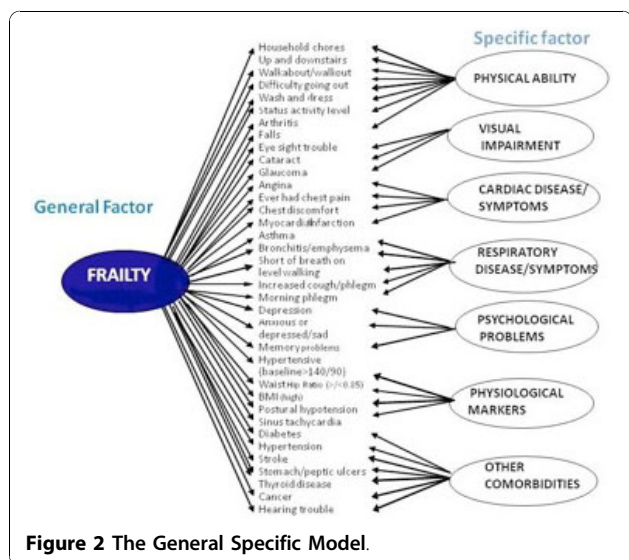 Specific factor
Household chores
Up and downstairs
Walkabout/walkout
Difficulty going out
Wash and dress
Status activity level
Arthritis
Falls
Eye sight trouble
Cataract
Glaucoma
Angina
Ever had chest pain
Chest discomfort
Myocardial Infarction
Asthma
Bronchitis/emphysema
Short of breath on
level walking
Increased cough/phlegm
Morning phlegm
Depression
Anxious or
depressed/sad
Memory problems
Hypertensive
(baseline>140/90)
Waist Hip Ratio (>/<0.85)
BMI (high)
Postural hypotension
Sinus tachycardia
Diabetes
Hypertension
Stroke
Stomach/peptic ulcers
Thyroid disease
Cancer
Hearing trouble
General Factor
FRAILTY
PHYSICAL ABILITY
VISUAL
IMPAIRMENT
CARDIAC DISEASE/
SYMPTOMS
RESPIRATORY
DISEASE/SYMPTOMS
PSYCHOLOGICAL
PROBLEMS
PHYSIOLOGICAL
MARKERS
OTHER
COMORBIDITIES
Figure 2 The General Specific Model.